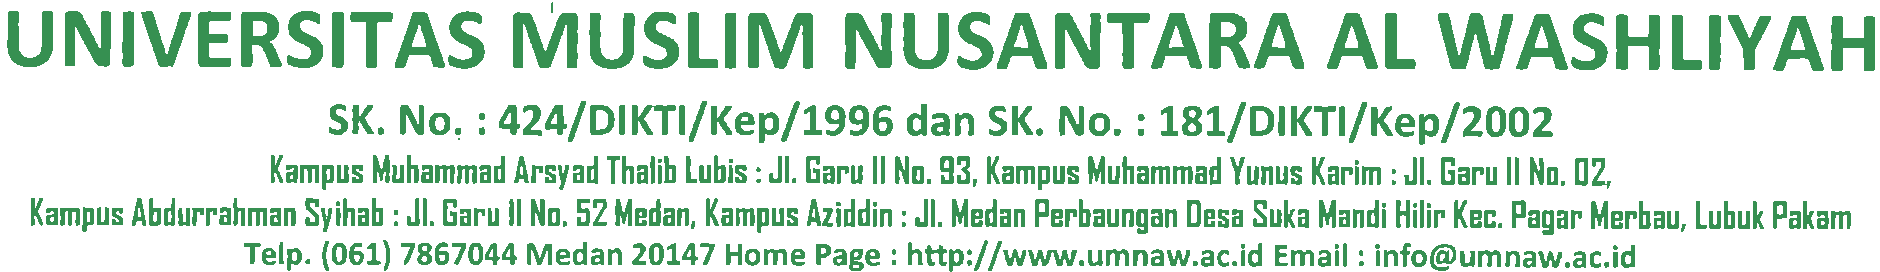 UNIVERSITAS MUSLIM NUSANTARA AL WASHLIYAH
SK. No. : 424/DIKTI/Kep/1996 dan SK. No. : 181/DIKTI/Kep/2002
Kampus Muhammad Arsyad Thalib Lubis : Jl. Garu II No. 93, Kampus Muhammad Yunus Karim : Jl. Garu II No. 02,
Kampus Abdurrahman Syihab : Jl. Garu II No. 52 Medan, Kampus Aziddin : Jl. Medan Perbaungan Desa Suka Mandi Hilir Kec. Pagar Merbau, Lubuk Pakam
Telp. (061) 7867044 Medan 20147 Home Page : http://www.umnaw.ac.id Email : info@umnaw.ac.id